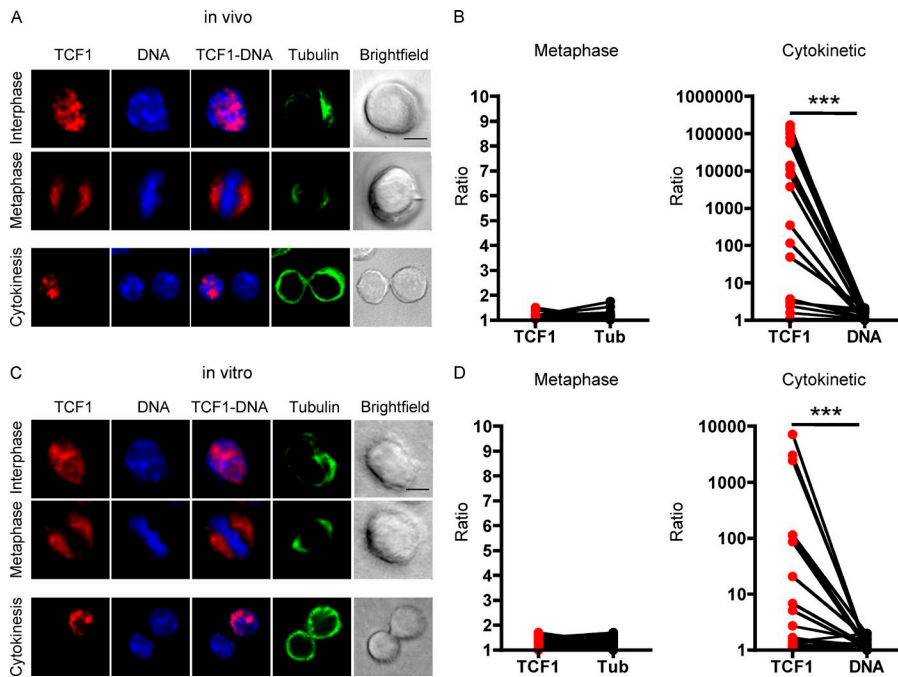 A
in vivo
TCF1 DNA TCF1-DNA Tubulin Brightfield
Interphase
Metaphase
Cytokinesis
B
Metaphase
Ratio
10
9
8
7
6
5
4
3
2
1
TCF1 Tub
Cytokinetic
Ratio
1000000
100000
10000
1000
100
10
1
***
TCF1 DNA
C
in vitro
TCF1 DNA TCF1-DNA Tubulin Brightfield
Interphase
Metaphase
Cytokinesis
D
Metaphase
Ratio
10
9
8
7
6
5
4
3
2
1
TCF1 Tub
Cytokinetic
Ratio
10000
1000
100
10
1
***
TCF1 DNA